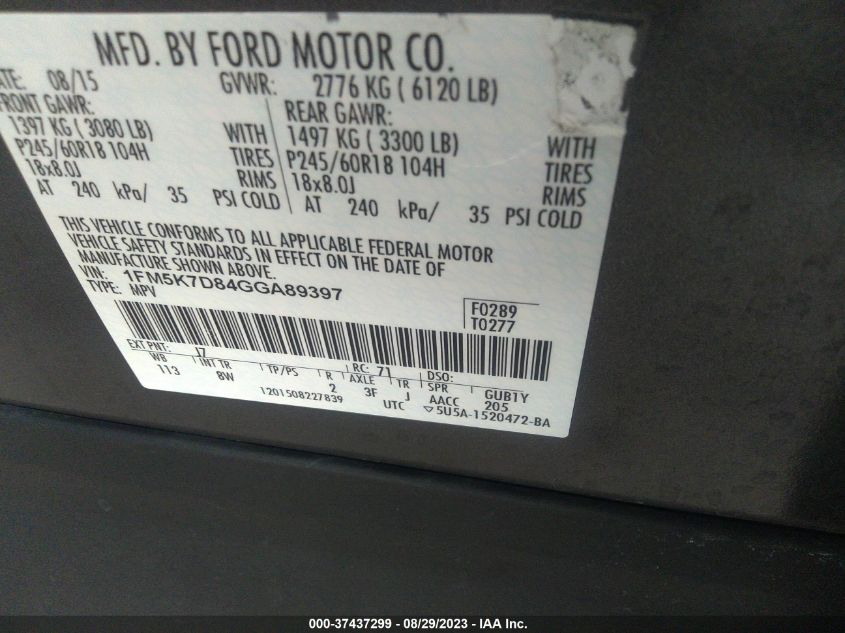 MFD. BY FORD MOTOR CO.
08/15 GVWR: 2776 KG ( 6120 LB)
FRONT GAWR: REAR GAWR:
1397 KG ( 3080 LB) WITH 1497 KG ( 3300 LB) WITH
P245/60R18 104H TIRES P245/60R18 104H TIRES
18x8.0J RIMS 18x8.0J RIMS
AT 240 kPa/ 35 PSI COLD AT 240 kPa/ 35 PSI COLD
THIS VEHICLE CONFORMS TO ALL APPLICABLE FEDERAL MOTOR
VEHICLE SAFETY STANDARDS IN EFFECT ON THE DATE OF
MANUFACTURE SHOWN ABOVE.
VIN: 1FM5K7D84GGA89397
TYPE: MPV
F0289
T0277
EXT PNT: J7 RC: 71 DSO:
WB INT TR TP/PS R AXLE TR SPR GUB1Y
113 8W 2 3F J AACC 205
1201508227839 UTC ▽5U5A-1520472-BA
000-37437299 - 08/29/2023 - IAA Inc.